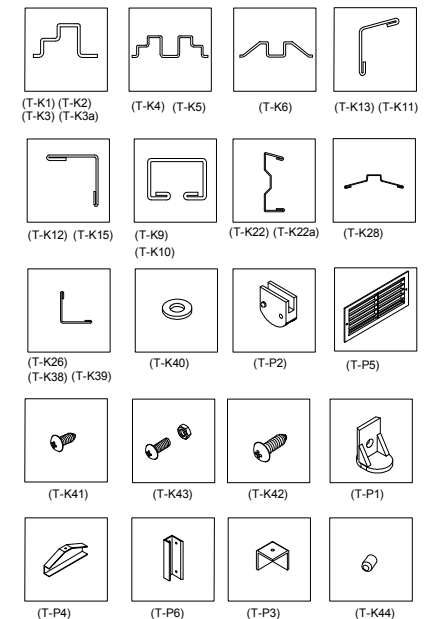 (T-K1) (T-K2)
(T-K3) (T-K3a)
(T-K4) (T-K5)
(T-K6)
(T-K13) (T-K11)
(T-K12) (T-K15)
(T-K9)
(T-K10)
(T-K22) (T-K22a)
(T-K28)
(T-K26)
(T-K38) (T-K39)
(T-K40)
(T-P2)
(T-P5)
(T-K41)
(T-K43)
(T-K42)
(T-P1)
(T-P4)
(T-P6)
(T-P3)
(T-K44)